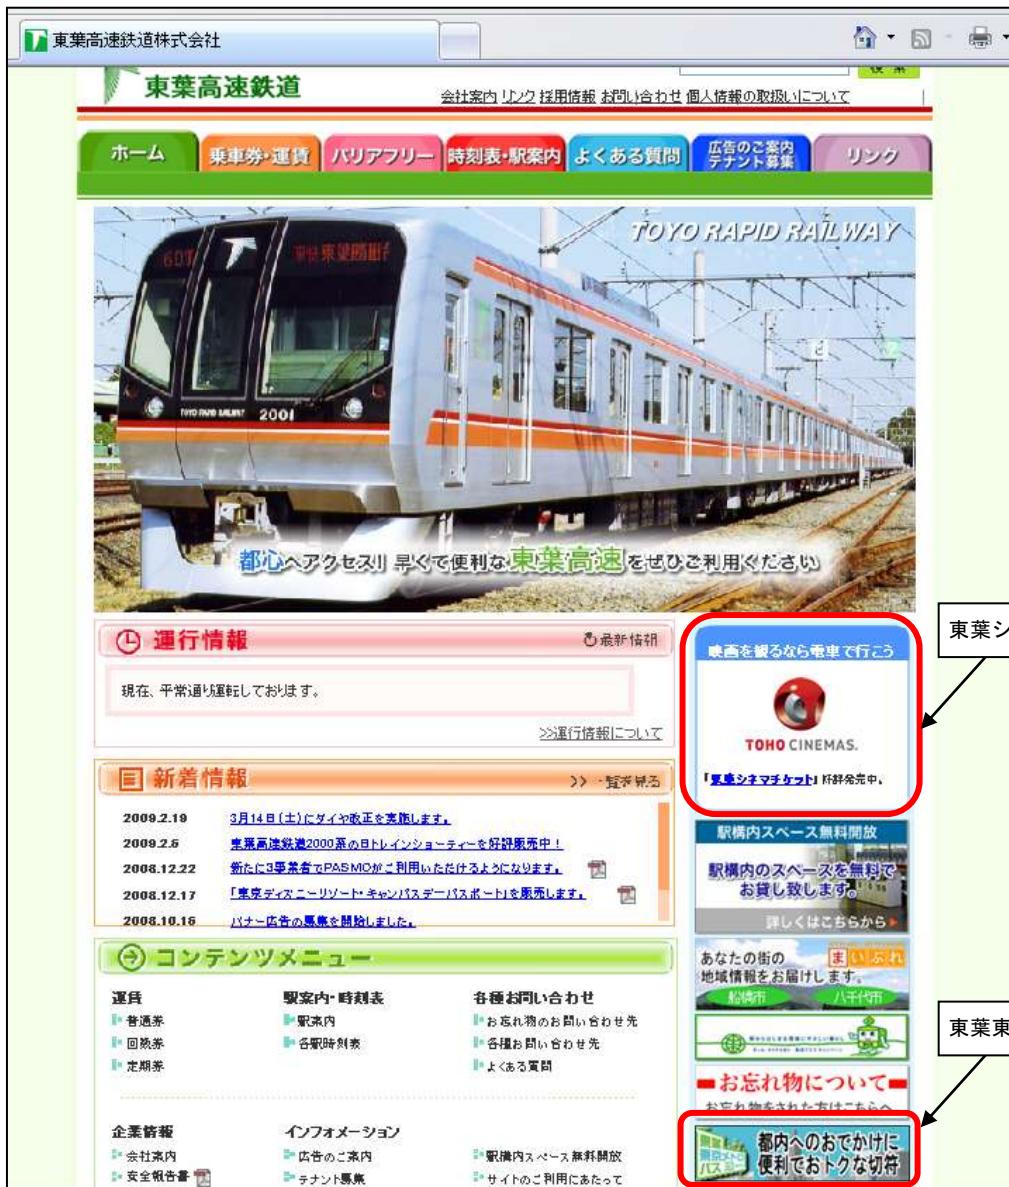 東葉高速鉄道株式会社
東葉高速鉄道
検索
会社案内 リンク 採用情報 お問い合わせ 個人情報の取扱いについて
ホーム 乗車券・運賃 バリアフリー 時刻表・駅案内 よくある質問 広告のご案内 テナント募集 リンク
TOYO RAPID RAILWAY
TOYO RAPID RAILWAY 2001
都心へアクセス!! 早くて便利な東葉高速をぜひご利用ください
運行情報
最新情報
現在、平常通り運転しております。
>>運行情報について
新着情報
>> 一覧を見る
2009.2.19 3月14日(土)にダイヤ改正を実施します。
2009.2.6 東葉高速鉄道2000系のBトレインショーティーを好評販売中!
2008.12.22 新たに3事業者でPASMOがご利用いただけるようになります。
2008.12.17 「東京ディズニーリゾート・キャンパスデーパスポート」を販売します。
2008.10.16 バナー広告の募集を開始しました。
コンテンツメニュー
運賃
普通券
回数券
定期券
駅案内・時刻表
駅案内
各駅時刻表
各種お問い合わせ
お忘れ物のお問い合わせ先
各種お問い合わせ先
よくある質問
企業情報
会社案内
安全報告書
インフォメーション
広告のご案内
テナント募集
駅構内スペース無料開放
サイトのご利用にあたって
映画を観るなら電車で行こう
TOHO CINEMAS.
「東葉シネマチケット」好評発売中。
東葉シ
駅構内スペース無料開放
駅構内のスペースを無料で
お貸し致します。
詳しくはこちらから
あなたの街の まいぷれ
地域情報をお届けします。
船橋市 八千代市
お忘れ物について
お忘れ物をされた方はこちらへ
東葉東
都内へのおでかけに
便利でおトクな切符